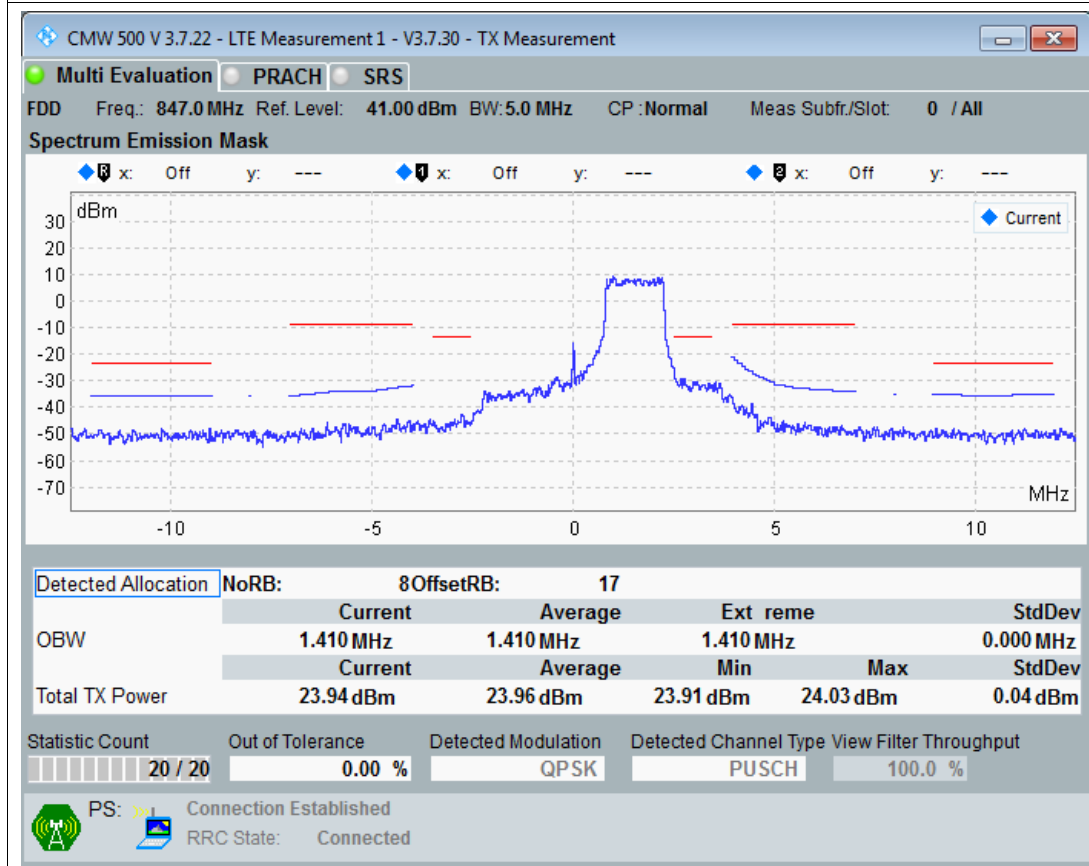 CMW 500 V 3.7.22 - LTE Measurement 1 - V3.7.30 - TX Measurement
Multi Evaluation PRACH SRS
FDD Freq.: 847.0 MHz Ref. Level: 41.00 dBm BW: 5.0 MHz CP : Normal Meas Subfr./Slot: 0 / All
Spectrum Emission Mask
R x: Off y: --- 1 x: Off y: --- 2 x: Off y: ---
dBm
Current
30
20
10
0
-10
-20
-30
-40
-50
-60
-70
MHz
-10 -5 0 5 10
Detected Allocation NoRB: 8 OffsetRB: 17
Current Average Ext reme StdDev
OBW 1.410 MHz 1.410 MHz 1.410 MHz 0.000 MHz
Current Average Min Max StdDev
Total TX Power 23.94 dBm 23.96 dBm 23.91 dBm 24.03 dBm 0.04 dBm
Statistic Count Out of Tolerance Detected Modulation Detected Channel Type View Filter Throughput
20 / 20 0.00 % QPSK PUSCH 100.0 %
PS: Connection Established
RRC State: Connected